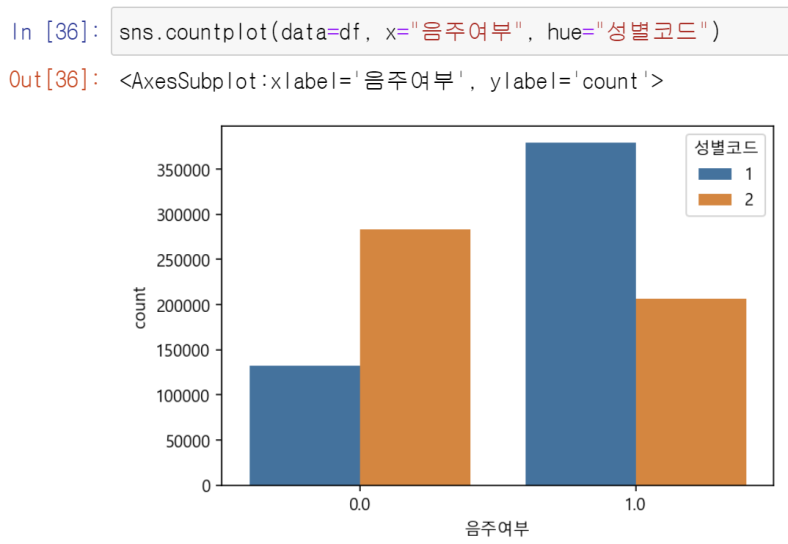 In [36]: sns.countplot(data=df, x="음주여부", hue="성별코드")
Out[36]: <AxesSubplot:xlabel='음주여부', ylabel='count'>
성별코드
1
2
350000
300000
250000
200000
150000
100000
50000
0
count
0.0 1.0
음주여부